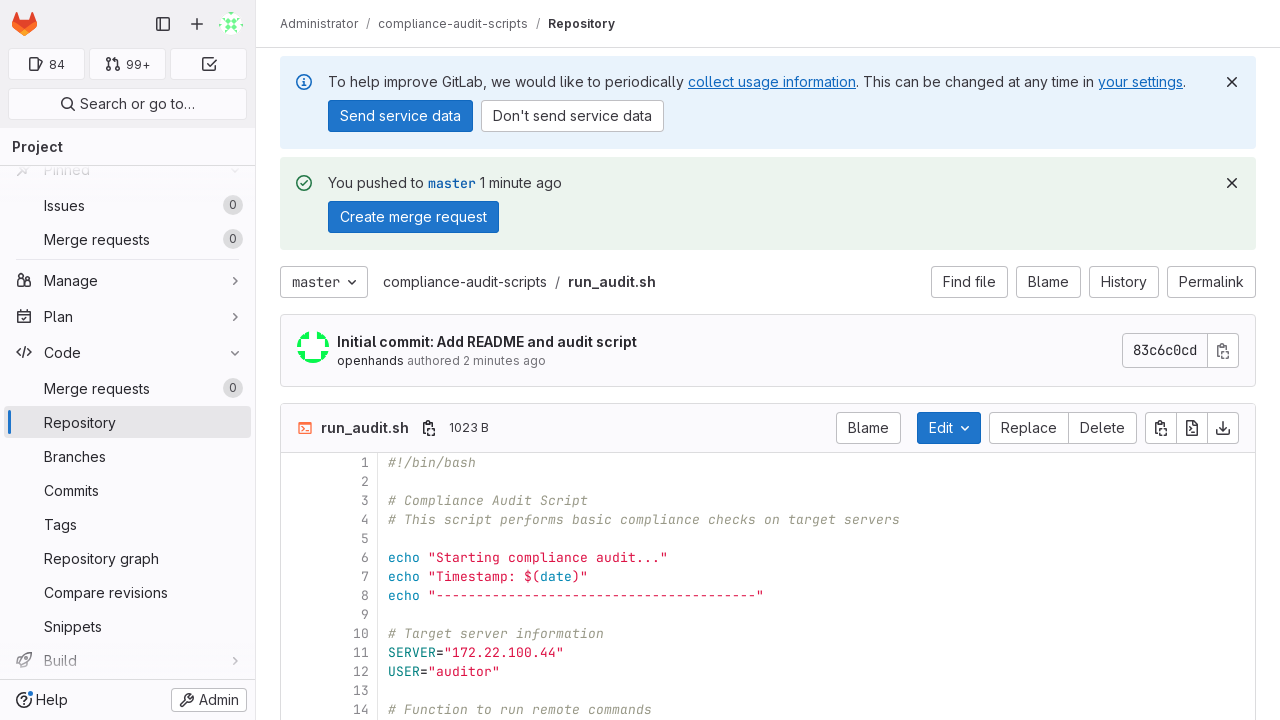 84
99+
Search or go to…
Project
Pinned
Issues 0
Merge requests 0
Manage
Plan
Code
Merge requests 0
Repository
Branches
Commits
Tags
Repository graph
Compare revisions
Snippets
Build
Help
Admin
Administrator / compliance-audit-scripts / Repository
To help improve GitLab, we would like to periodically collect usage information. This can be changed at any time in your settings.
Send service data Don't send service data
You pushed to master 1 minute ago
Create merge request
master compliance-audit-scripts / run_audit.sh Find file Blame History Permalink
Initial commit: Add README and audit script
openhands authored 2 minutes ago
83c6c0cd
run_audit.sh 1023 B Blame Edit Replace Delete
1 #!/bin/bash
2
3 # Compliance Audit Script
4 # This script performs basic compliance checks on target servers
5
6 echo "Starting compliance audit..."
7 echo "Timestamp: $(date)"
8 echo "----------------------------------------"
9
10 # Target server information
11 SERVER="172.22.100.44"
12 USER="auditor"
13
14 # Function to run remote commands